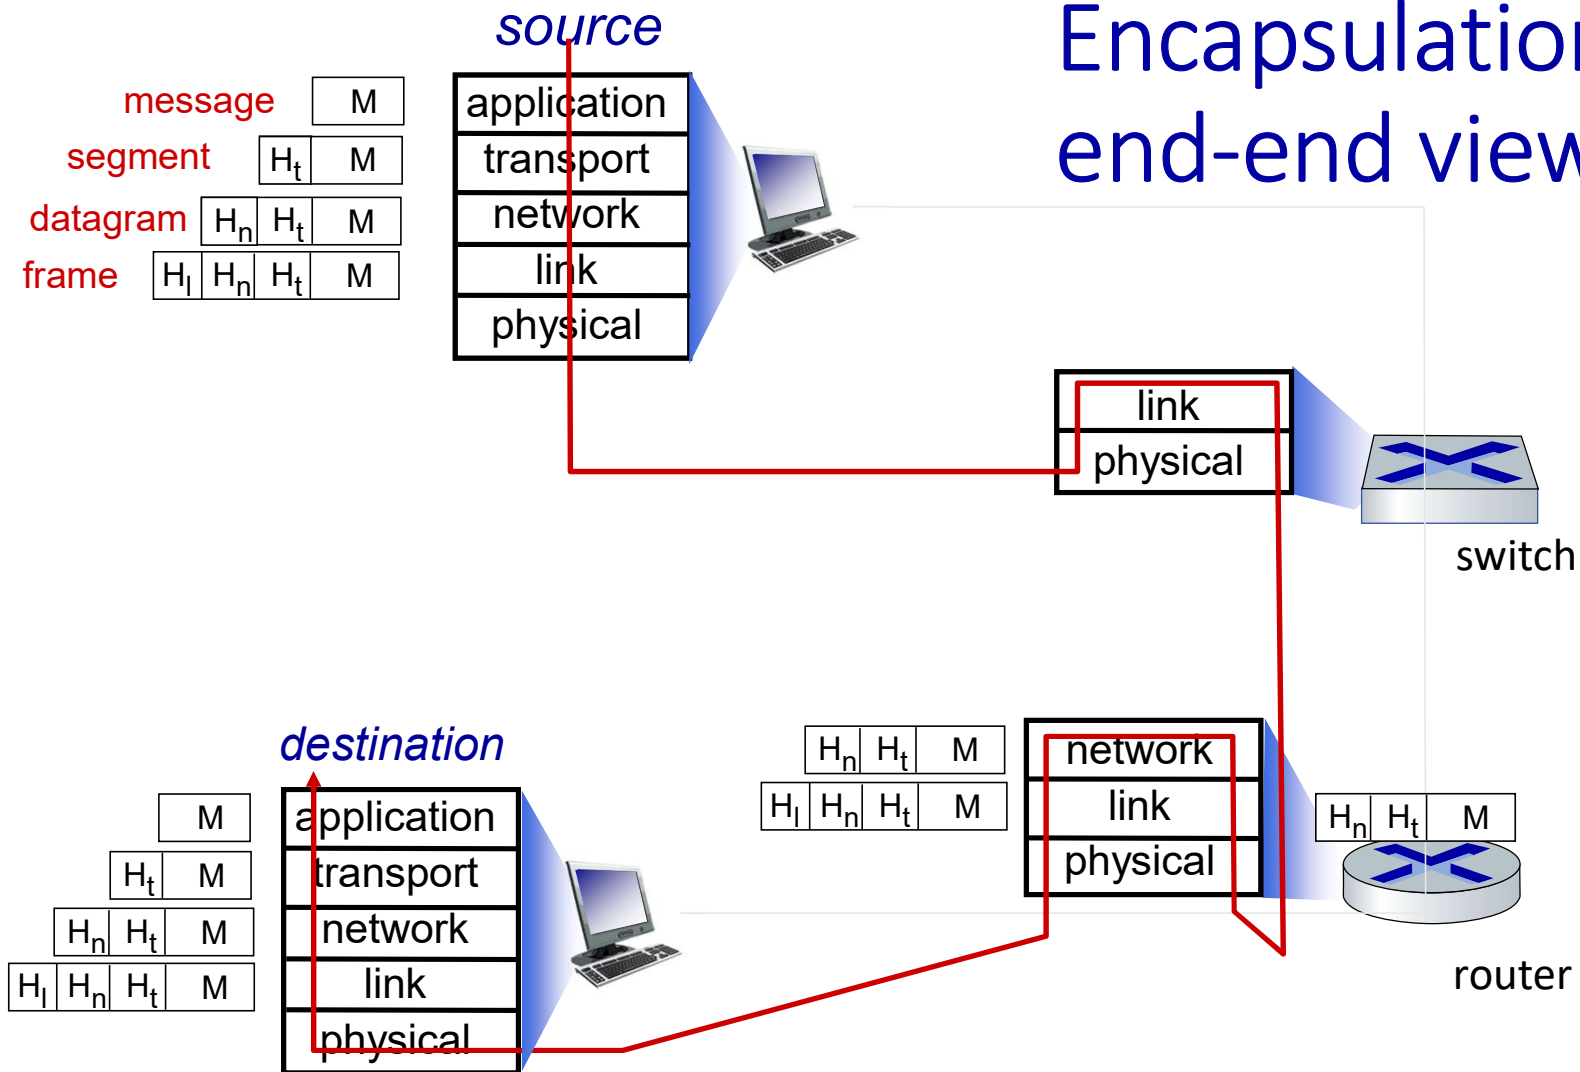 source
Encapsulation
end-end view
message M
segment Ht M
datagram Hn Ht M
frame Hl Hn Ht M
application
transport
network
link
physical
link
physical
switch
destination
M
Ht M
Hn Ht M
Hl Hn Ht M
application
transport
network
link
physical
Hn Ht M
Hl Hn Ht M
network
link
physical
Hn Ht M
router